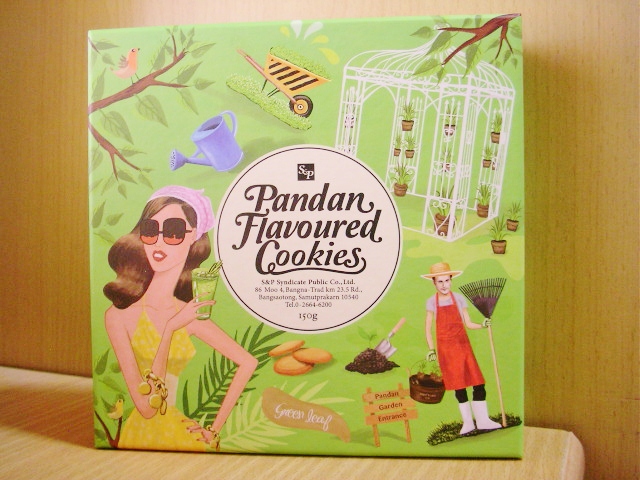 S&P
Pandan
Flavoured
Cookies
S&P Syndicate Public Co., Ltd.
86 Moo 4, Bangna-Trad km 23.5 Rd.,
Bangsaotong, Samutprakarn 10540
Tel.0-2664-6200
150g
Green leaf
Pandan
Garden
Entrance